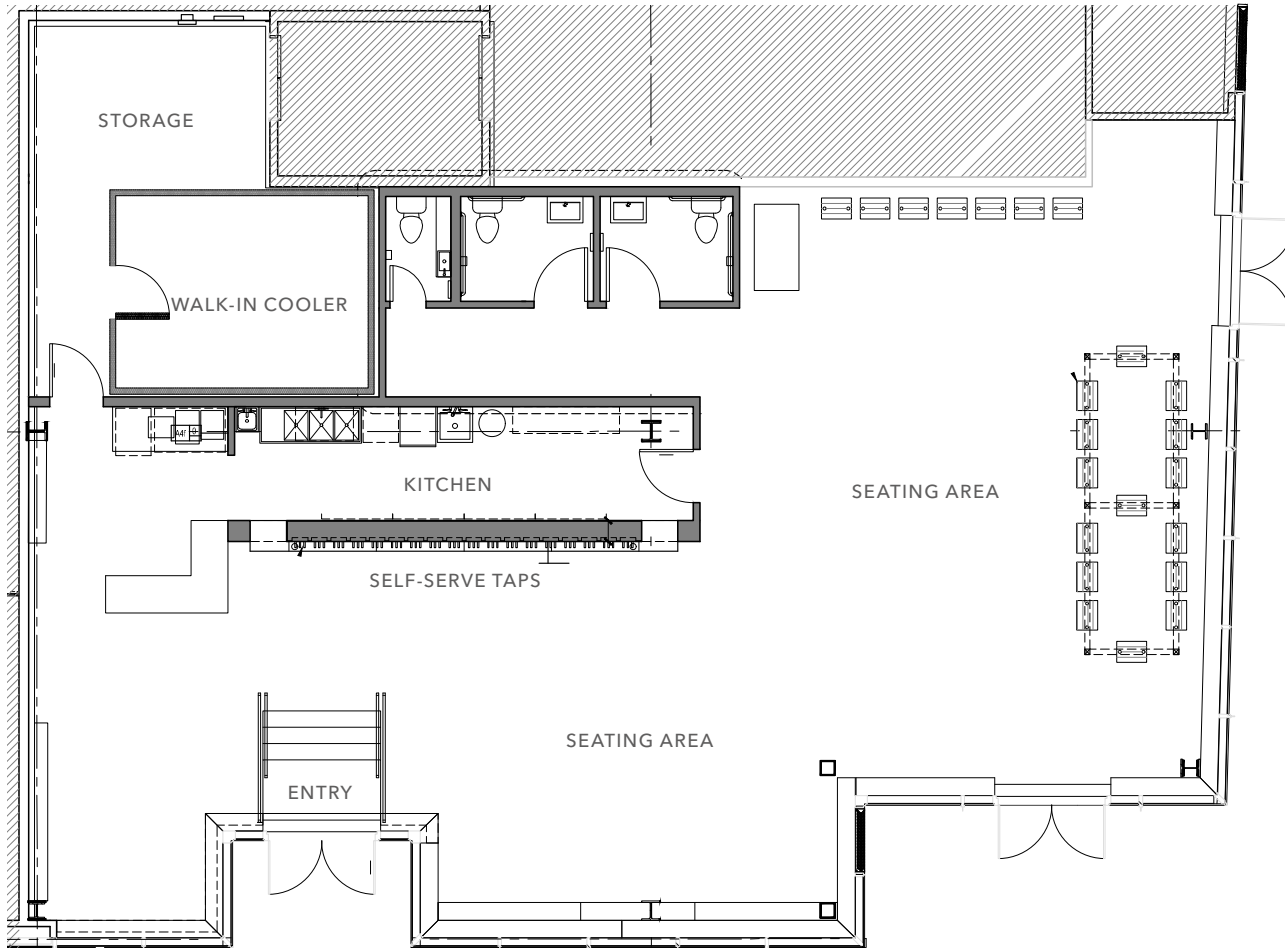 STORAGE
WALK-IN COOLER
KITCHEN
SEATING AREA
SELF-SERVE TAPS
SEATING AREA
ENTRY